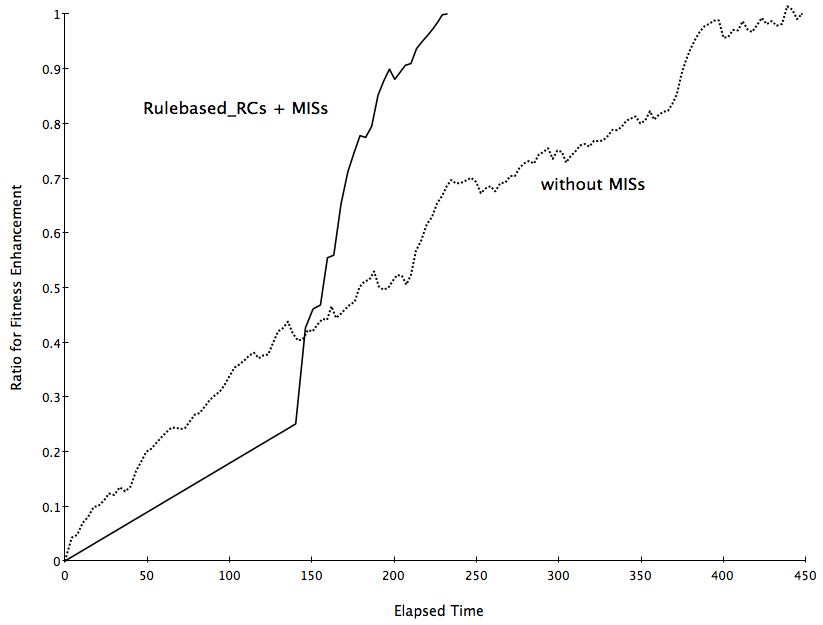 1
0.9
Rulebased_RCs + MISs
0.8
0.7
without MISs
0.6
0.5
0.4
0.3
0.2
0.1
0
Ratio for Fitness Enhancement
0 50 100 150 200 250 300 350 400 450
Elapsed Time